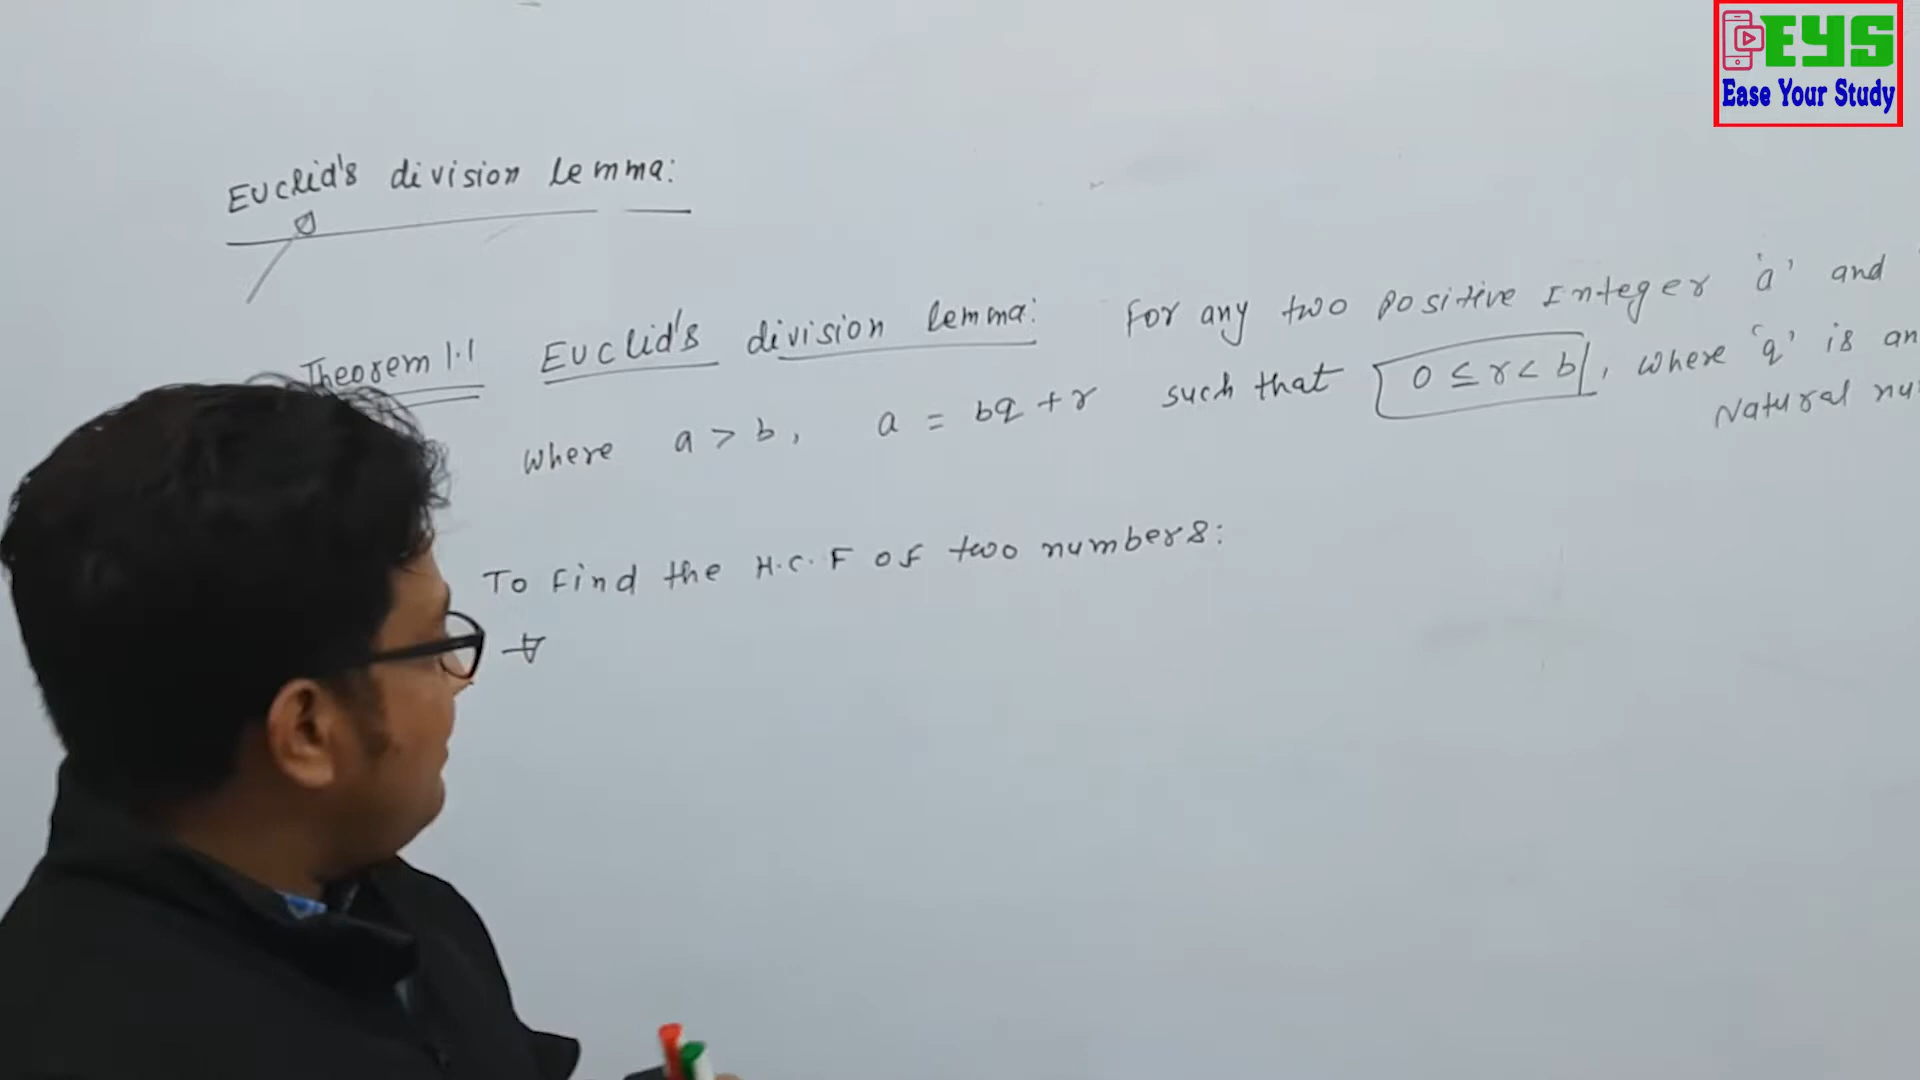 EYS
Ease Your Study
Euclid's division lemma:
Theorem 1.1 Euclid's division lemma: For any two positive Integer 'a' and
where a > b, a = bq + r such that 0 ≤ r < b, where 'q' is an
Natural
To Find the H.C.F of two numbers: